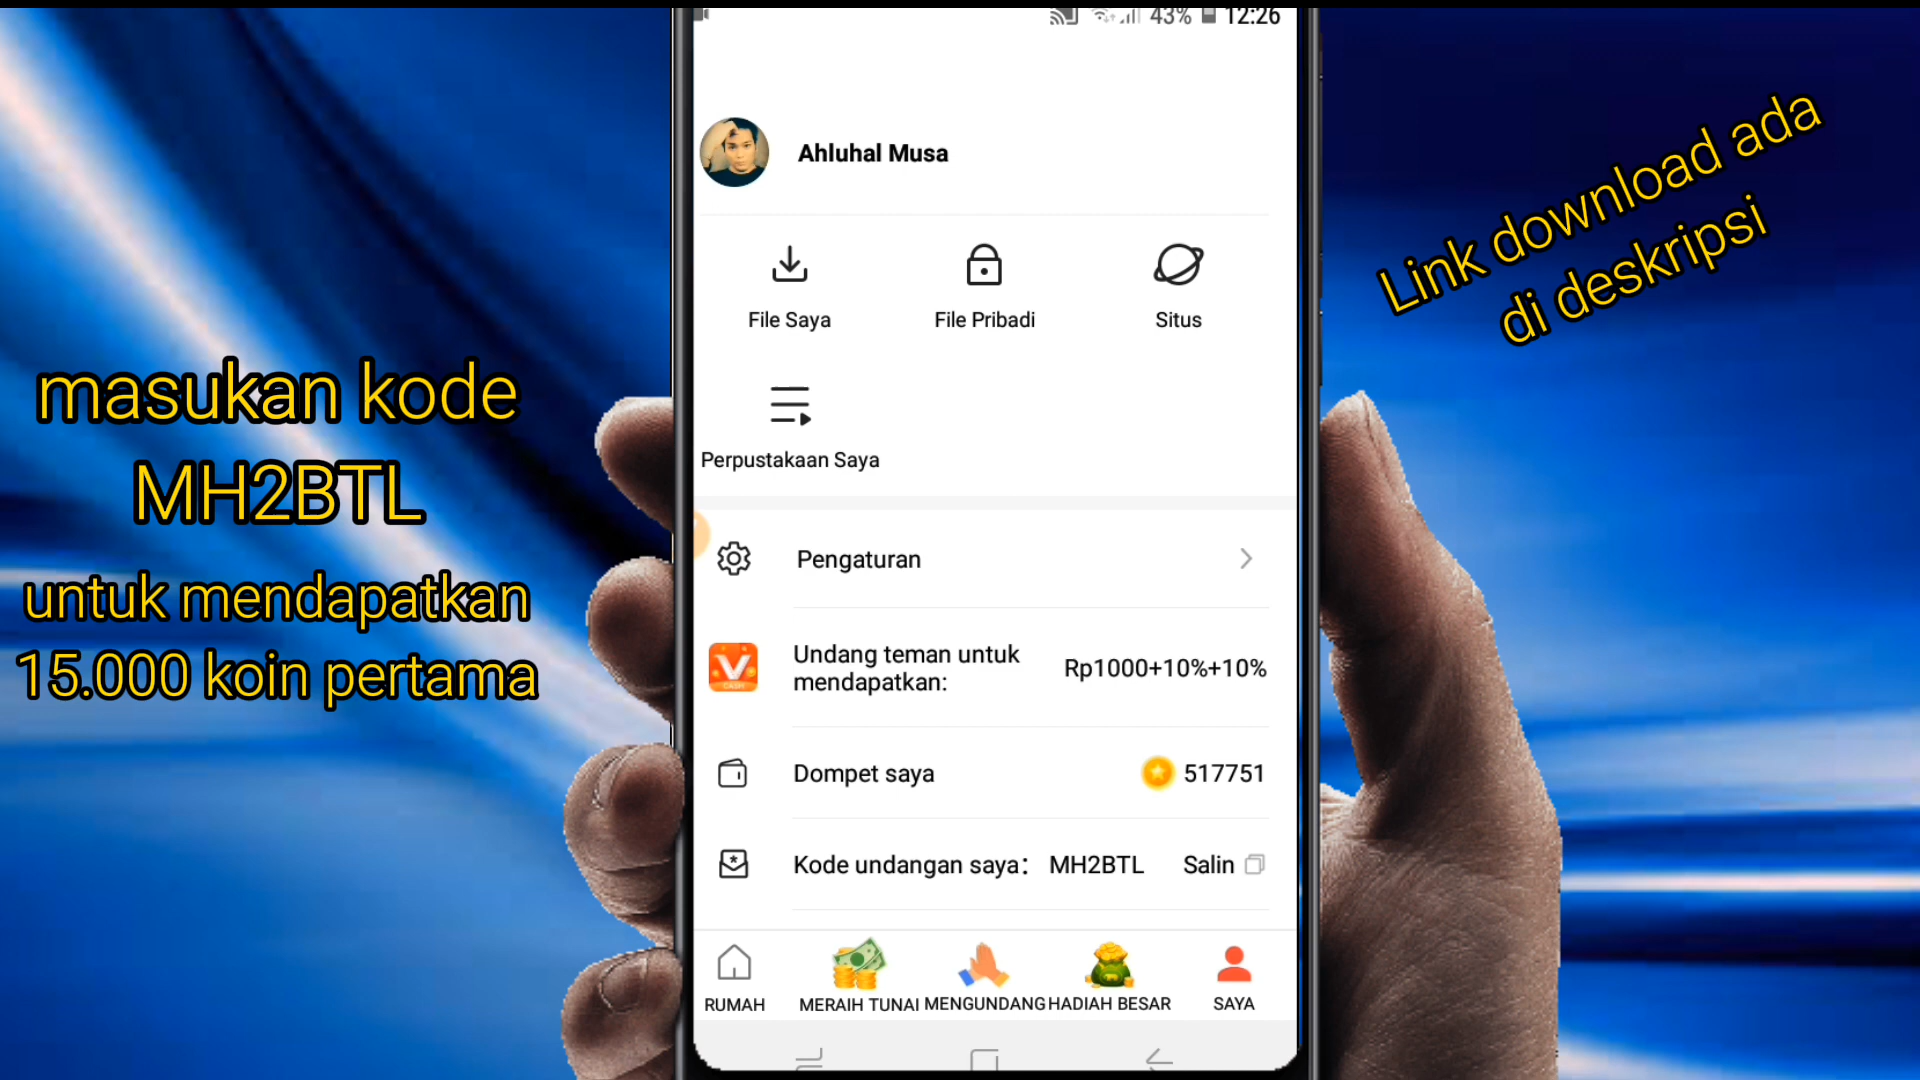 43% 12:26
Ahluhal Musa
File Saya
File Pribadi
Situs
Perpustakaan Saya
Pengaturan
Undang teman untuk
mendapatkan:
Rp1000+10%+10%
Dompet saya
517751
Kode undangan saya: MH2BTL Salin
RUMAH
MERAIH TUNAI
MENGUNDANG
HADIAH BESAR
SAYA
masukan kode
MH2BTL
untuk mendapatkan
15.000 koin pertama
Link download ada
di deskripsi